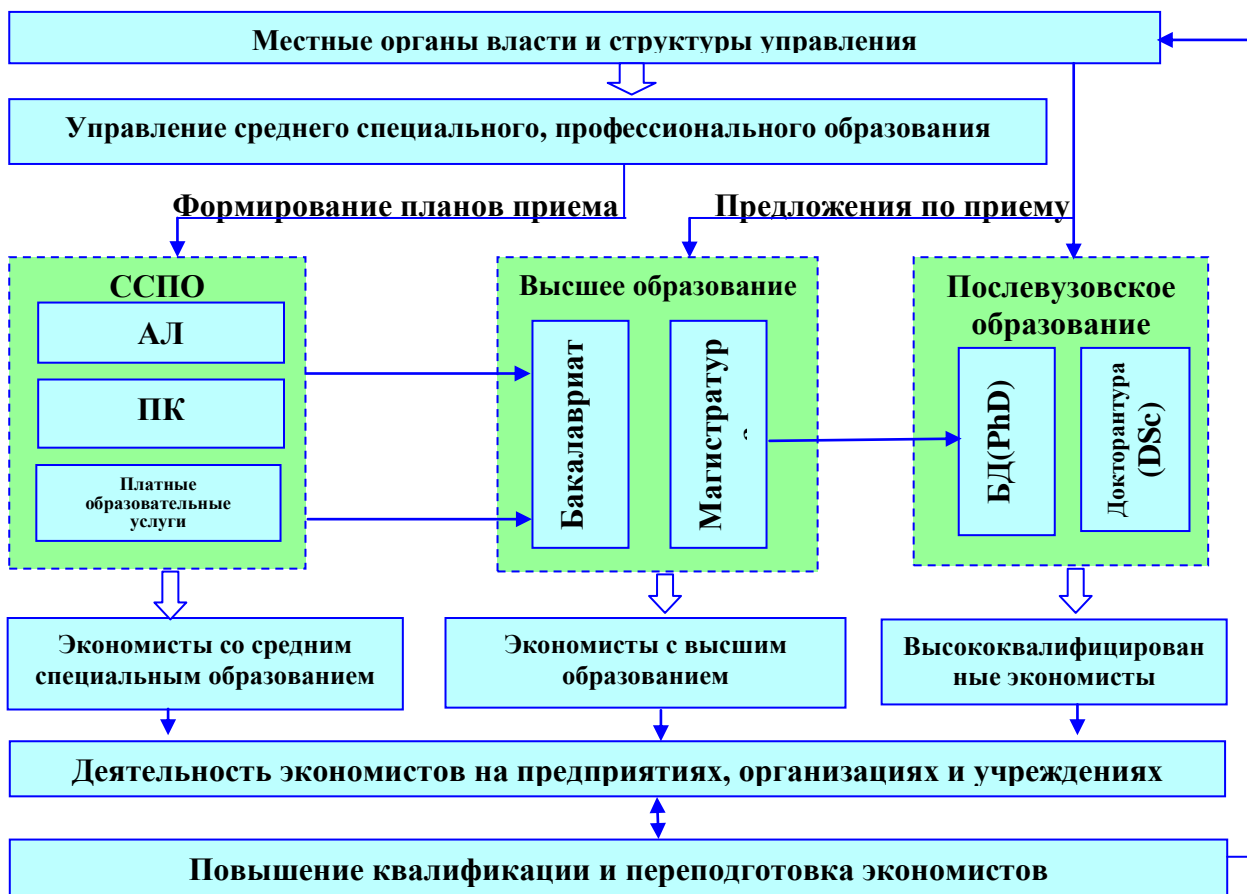 Местные органы власти и структуры управления
Управление среднего специального, профессионального образования
Формирование планов приема
Предложения по приему
ССПО
АЛ
ПК
Платные
образовательные
услуги
Высшее образование
Бакалавриат
Магистратур
Послевузовское
образование
БД(PhD)
Докторантура
(DSc)
Экономисты со средним
специальным образованием
Экономисты с высшим
образованием
Высококвалифицирован
ные экономисты
Деятельность экономистов на предприятиях, организациях и учреждениях
Повышение квалификации и переподготовка экономистов